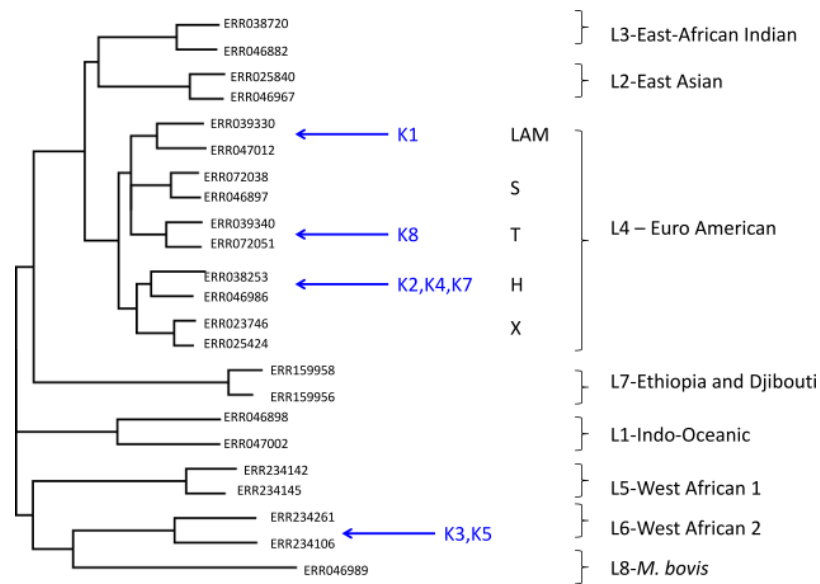 ERR038720
L3-East-African Indian
ERR046882
ERR025840
L2-East Asian
ERR046967
ERR039330
K1
LAM
ERR047012
ERR072038
S
ERR046897
ERR039340
L4 – Euro American
K8
T
ERR072051
ERR038253
K2,K4,K7
H
ERR046986
ERR023746
X
ERR025424
ERR159958
L7-Ethiopia and Djibouti
ERR159956
ERR046898
L1-Indo-Oceanic
ERR047002
ERR234142
L5-West African 1
ERR234145
ERR234261
L6-West African 2
K3,K5
ERR234106
ERR046989
L8-M. bovis